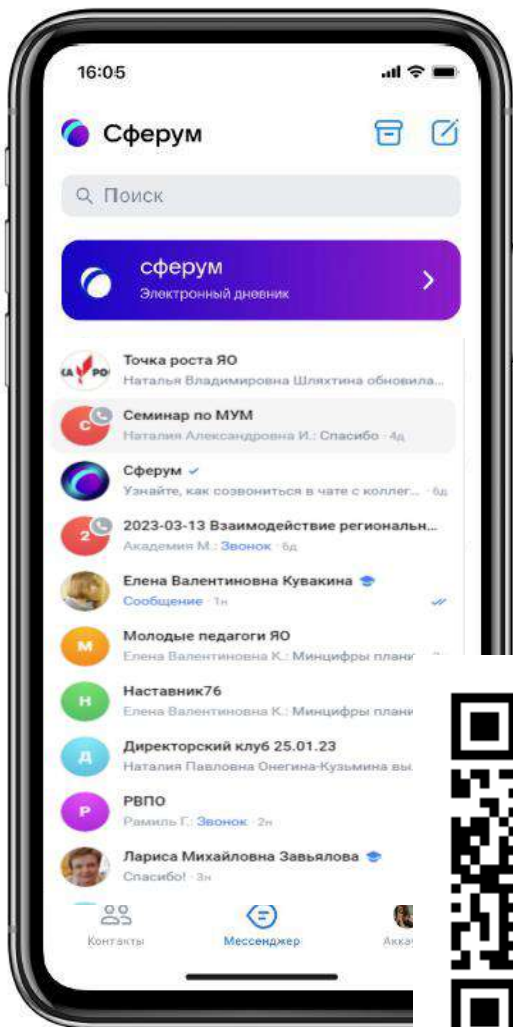 16:05
Сферум
Поиск
сферум
Электронный дневник
Точка роста ЯО
Наталья Владимировна Шляхтина обновила...
С
Семинар по МУМ
Наталия Александровна И.: Спасибо · 4д
Сферум
Узнайте, как созвониться в чате с коллег... · 6д
2
2023-03-13 Взаимодействие регионален...
Академия М.: Звонок · 6д
Елена Валентиновна Кувакина
Сообщение · 1н
М
Молодые педагоги ЯО
Елена Валентиновна К.: Минцифры плани
Н
Наставник76
Елена Валентиновна К.: Минцифры плани
Д
Директорский клуб 25.01.23
Наталия Павловна Онегина-Кузьмина вы
Р
РВПО
Рамиль Г.: Звонок · 2н
Лариса Михайловна Завьялова
Спасибо! · 3н
Контакты
Мессенджер